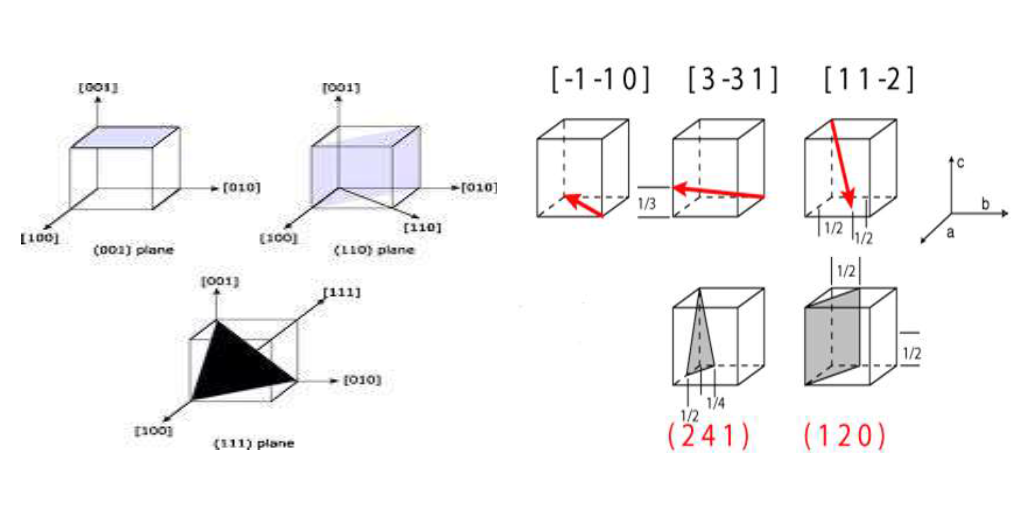 [001]
[010]
[100]
(001) plane
[001]
[010]
[110]
[100]
(110) plane
[001]
[111]
[010]
[100]
(111) plane
[-1-10] [3-31] [11-2]
1/3
1/2
1/2
c
b
a
1/2
1/2
1/2
1/4
(241) (120)